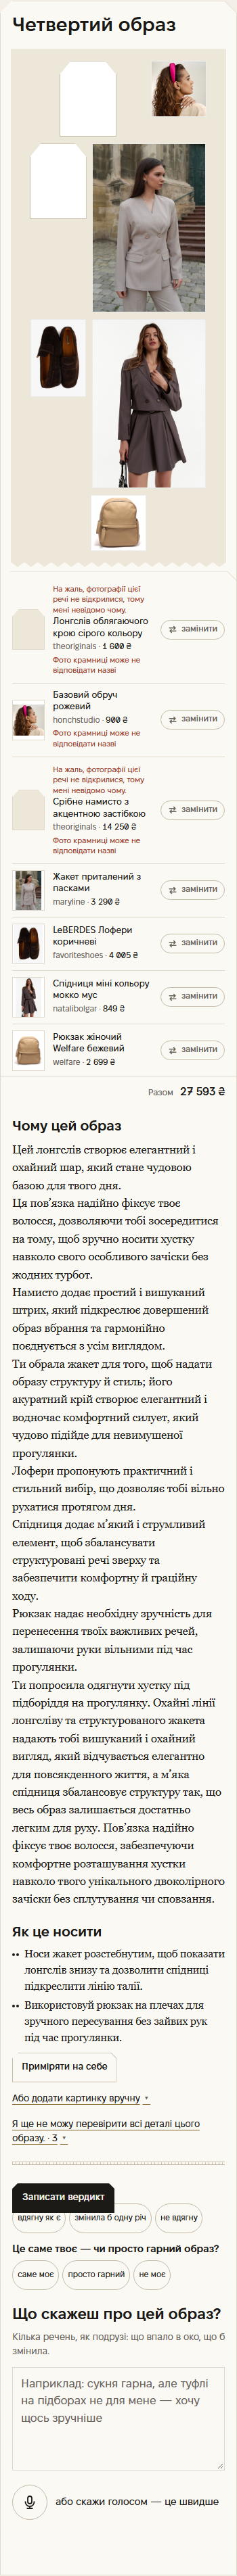 Четвертий образ
На жаль, фотографії цієї
речі не відкрилися, тому
мені невідомо чому.
Лонгслів облягаючого
крою сірого кольору
theoriginals · 1 600 ₴
Фото крамниці може не
відповідати назві
замінити
Базовий обруч
рожевий
honchstudio · 900 ₴
Фото крамниці може не
відповідати назві
замінити
На жаль, фотографії цієї
речі не відкрилися, тому
мені невідомо чому.
Срібне намисто з
акцентною застібкою
theoriginals · 14 250 ₴
Фото крамниці може не
відповідати назві
замінити
Жакет приталений з
пасками
maryline · 3 290 ₴
замінити
LeBERDES Лофери
коричневі
favoriteshoes · 4 005 ₴
замінити
Спідниця міні кольору
мокко мус
natalibolgar · 849 ₴
замінити
Рюкзак жіночий
Welfare бежевий
welfare · 2 699 ₴
замінити
Разом 27 593 ₴
Чому цей образ
Цей лонгслів створює елегантний і
охайний шар, який стане чудовою
базою для твого дня.
Ця пов’язка надійно фіксує твоє
волосся, дозволяючи тобі зосередитися
на тому, щоб зручно носити хустку
навколо свого особливого зачіски без
жодних турбот.
Намисто додає простий і вишуканий
штрих, який підкреслює довершений
образ вбрання та гармонійно
поєднується з усім виглядом.
Ти обрала жакет для того, щоб надати
образу структуру й стиль; його
акуратний крій створює елегантний і
водночас комфортний силует, який
чудово підійде для невимушеної
прогулянки.
Лофери пропонують практичний і
стильний вибір, що дозволяє тобі вільно
рухатися протягом дня.
Спідниця додає м’який і струмливий
елемент, щоб збалансувати
структуровані речі зверху та
забезпечити комфортну й граційну
ходу.
Рюкзак надає необхідну зручність для
перенесення твоїх важливих речей,
залишаючи руки вільними під час
прогулянки.
Ти попросила одягнути хустку під
підборіддя на прогулянку. Охайні лінії
лонгсліву та структурованого жакета
надають тобі вишуканий і охайний
вигляд, який відчувається елегантно
для повсякденного життя, а м’яка
спідниця збалансовує структуру так, що
весь образ залишається достатньо
легким для руху. Пов’язка надійно
фіксує твоє волосся, забезпечуючи
комфортне розташування хустки
навколо твого унікального двоколірного
зачіски без сплутування чи сповзання.
Як це носити
Носи жакет розстебнутим, щоб показати
лонгслів знизу та дозволити спідниці
підкреслити лінію талії.
Використовуй рюкзак на плечах для
зручного пересування без зайвих рук
під час прогулянки.
Приміряти на себе
Або додати картинку вручну
Я ще не можу перевірити всі деталі цього
образу. · 3
Записати вердикт
вдягну як є
змінила б одну річ
не вдягну
Це саме твоє — чи просто гарний образ?
саме моє
просто гарний
не моє
Що скажеш про цей образ?
Кілька речень, як подрузі: що впало в око, що б
змінила.
Наприклад: сукня гарна, але туфлі
на підборах не для мене — хочу
щось зручніше
або скажи голосом — це швидше